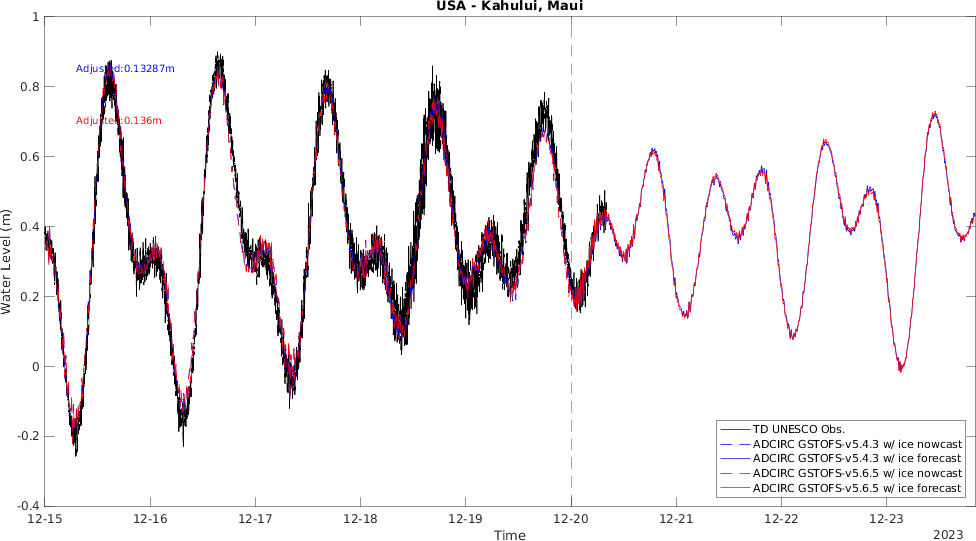 USA - Kahului, Maui
1
0.8
0.6
0.4
0.2
0
-0.2
-0.4
Water Level (m)
Adjusted:0.13287m
Adjusted:0.136m
TD UNESCO Obs.
ADCIRC GSTOFS-v5.4.3 w/ ice nowcast
ADCIRC GSTOFS-v5.4.3 w/ ice forecast
ADCIRC GSTOFS-v5.6.5 w/ ice nowcast
ADCIRC GSTOFS-v5.6.5 w/ ice forecast
12-15 12-16 12-17 12-18 12-19 12-20 12-21 12-22 12-23
Time
2023